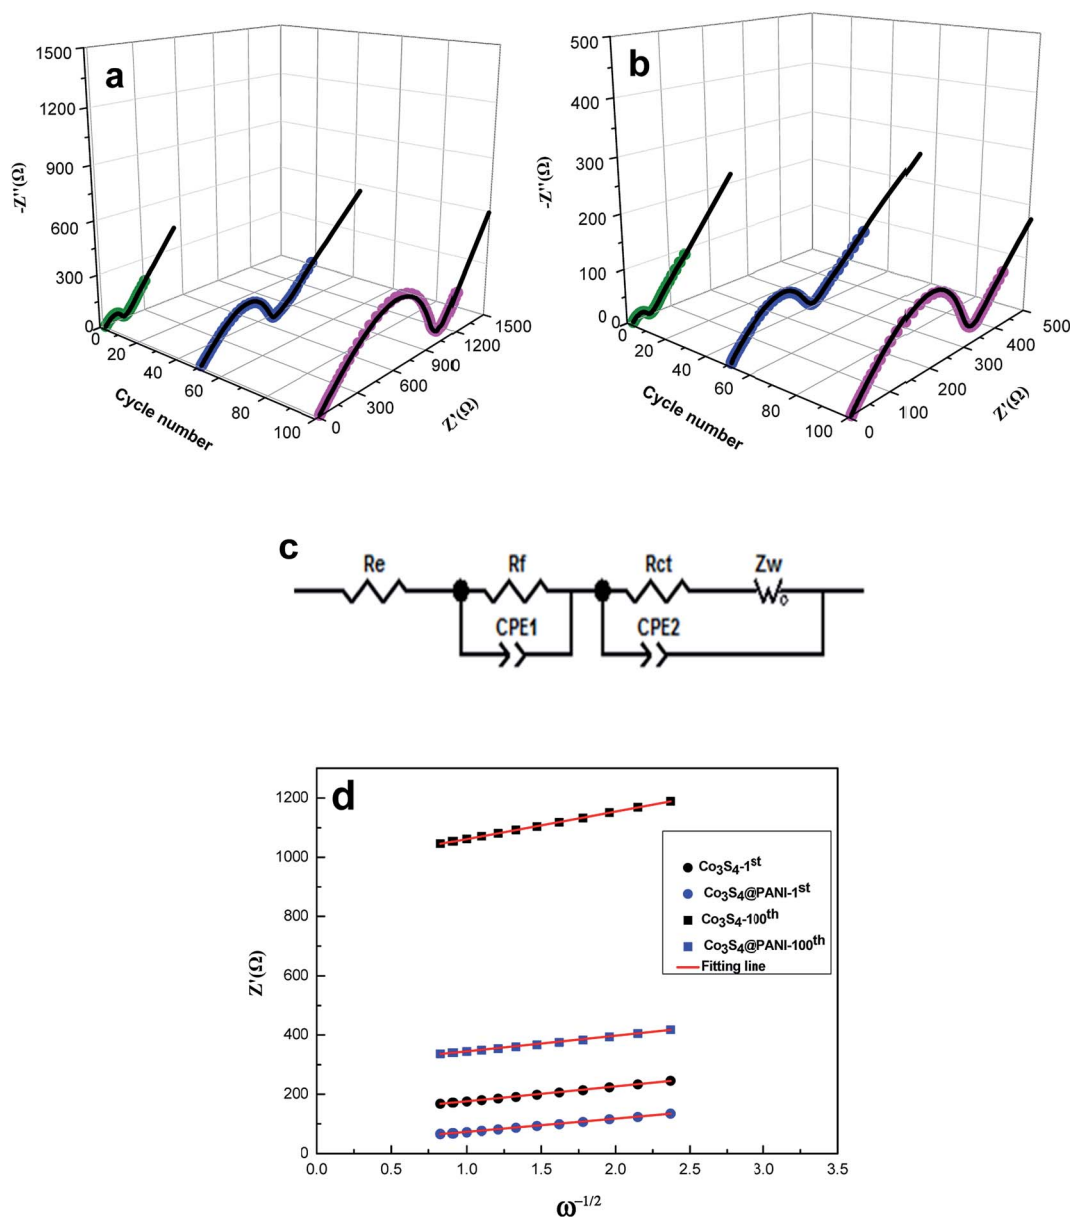 a
1500
1200
900
600
300
0
-Z''(Ω)
0
20
40
60
80
100
Cycle number
0
300
600
900
1200
1500
Z'(Ω)
b
500
400
300
200
100
0
-Z''(Ω)
0
20
40
60
80
100
Cycle number
0
100
200
300
400
500
Z'(Ω)
c
Re
Rf
Rct
Zw
CPE1
CPE2
d
1200
1000
800
600
400
200
0
Z'(Ω)
Co₃S₄-1ˢᵗ
Co₃S₄@PANI-1ˢᵗ
Co₃S₄-100ᵗʰ
Co₃S₄@PANI-100ᵗʰ
Fitting line
0.0 0.5 1.0 1.5 2.0 2.5 3.0 3.5
ω⁻¹/²